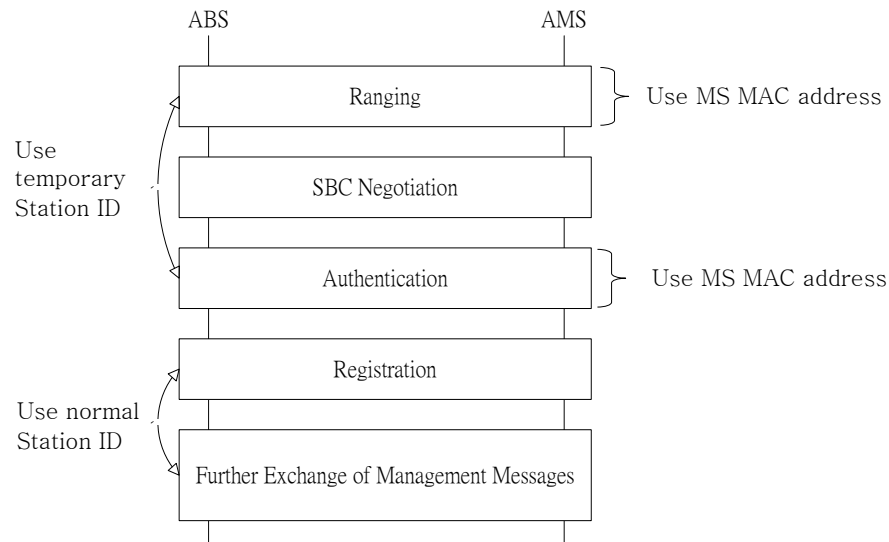 ABS
AMS
Ranging
Use MS MAC address
Use
temporary
Station ID
SBC Negotiation
Authentication
Use MS MAC address
Registration
Use normal
Station ID
Further Exchange of Management Messages